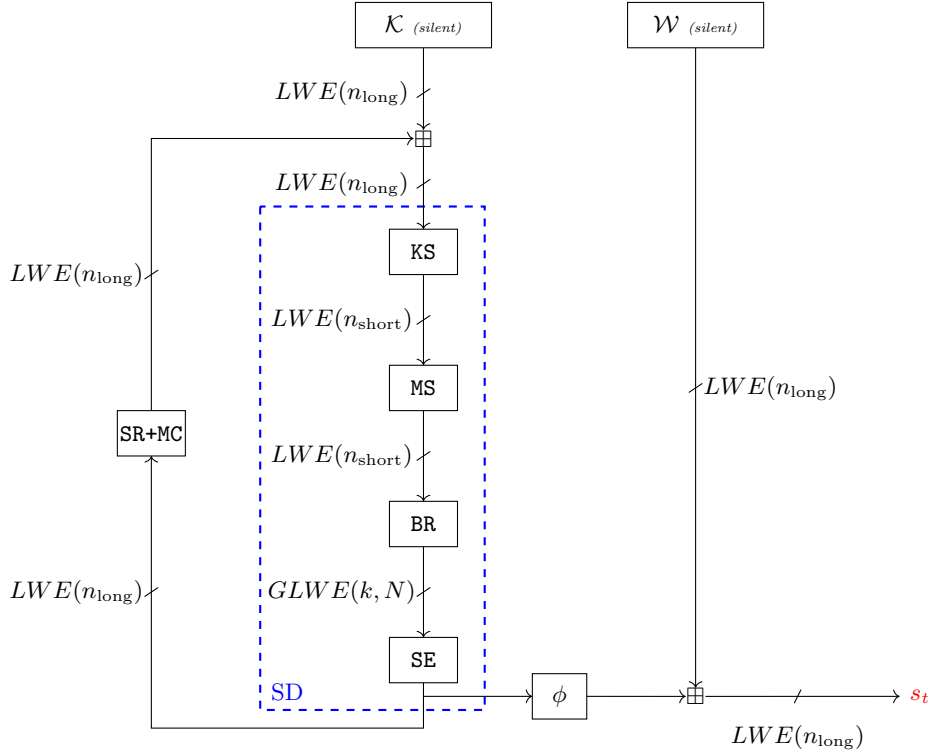 𝒦 (silent)
𝒲 (silent)
LWE(n_long)
LWE(n_long)
KS
LWE(n_long)
LWE(n_short)
MS
LWE(n_long)
SR+MC
LWE(n_short)
BR
LWE(n_long)
GLWE(k, N)
SE
SD
ϕ
s_t
LWE(n_long)